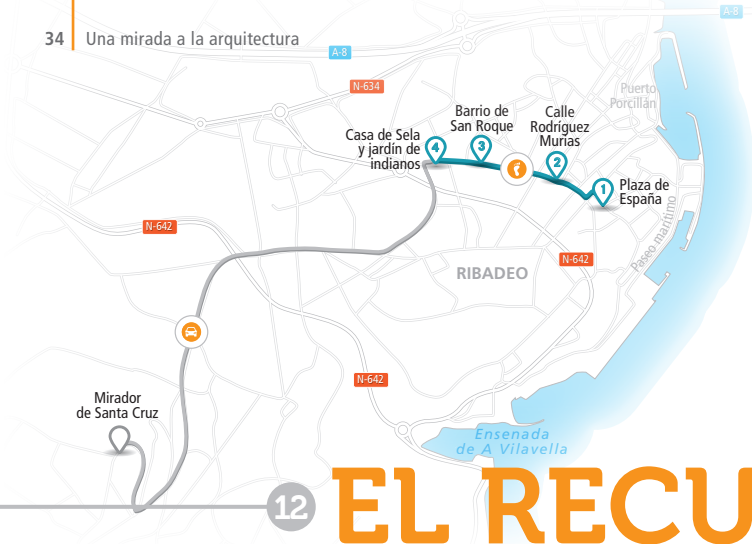 34 Una mirada a la arquitectura
A-8
A-8
N-634
Puerto
Porcillán
Barrio de
San Roque
Calle
Rodríguez
Murias
Casa de Sela
y jardín de
indianos
4
3
2
1
Plaza de
España
Paseo marítimo
N-642
N-642
RIBADEO
N-642
Mirador
de Santa Cruz
Ensenada
de A Vilavella
12 EL RECU